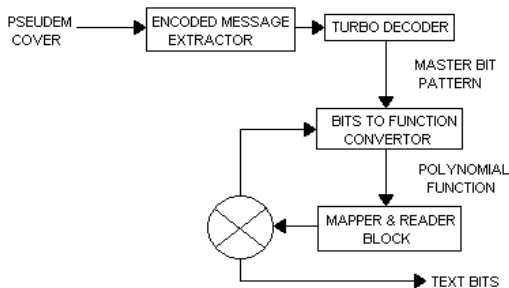 PSEUDEM
COVER
ENCODED MESSAGE
EXTRACTOR
TURBO DECODER
MASTER BIT
PATTERN
BITS TO FUNCTION
CONVERTOR
POLYNOMIAL
FUNCTION
MAPPER & READER
BLOCK
TEXT BITS